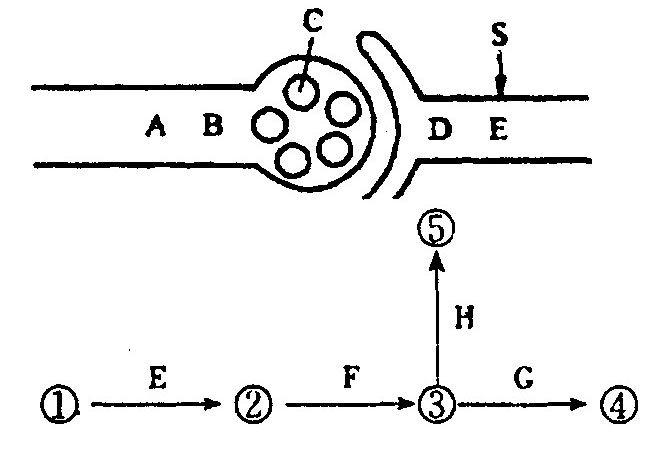 C
S
A B D E
⑤
H
E F G
① ② ③ ④